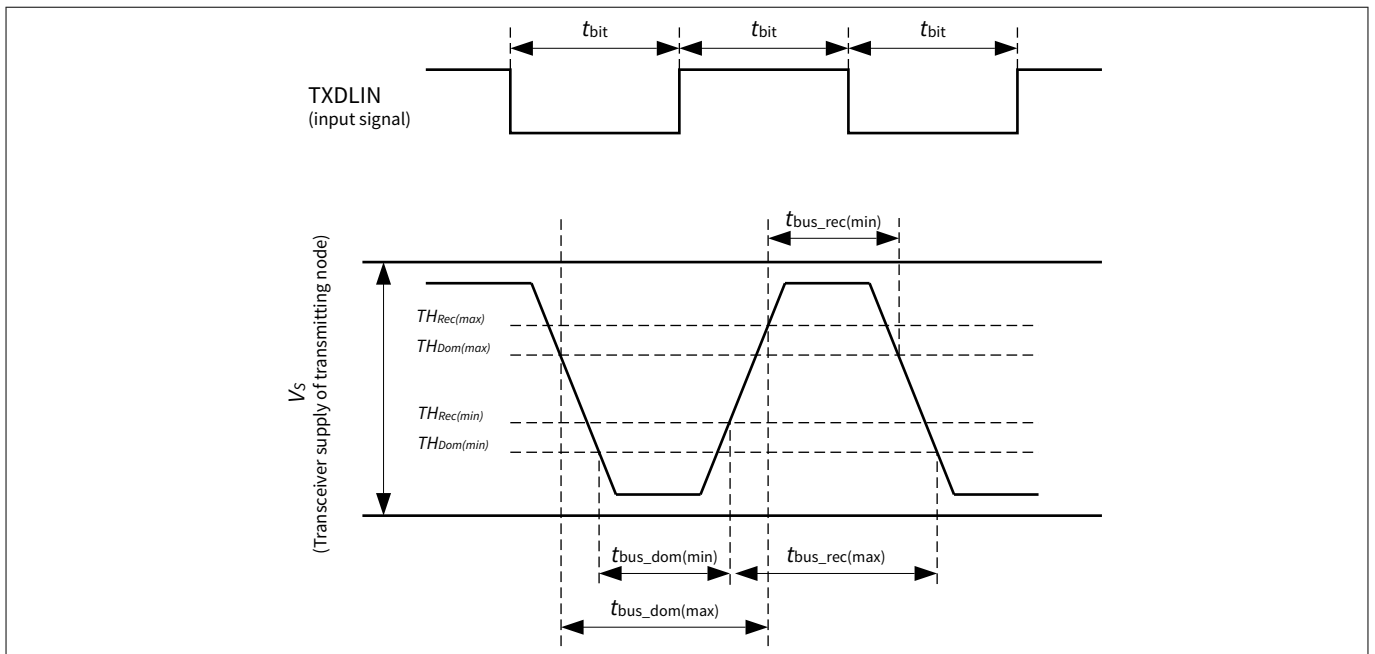 tbit tbit tbit
TXDLIN
(input signal)
tbus_rec(min)
VS
(Transceiver supply of transmitting node)
THRec(max)
THDom(max)
THRec(min)
THDom(min)
tbus_dom(min) tbus_rec(max)
tbus_dom(max)